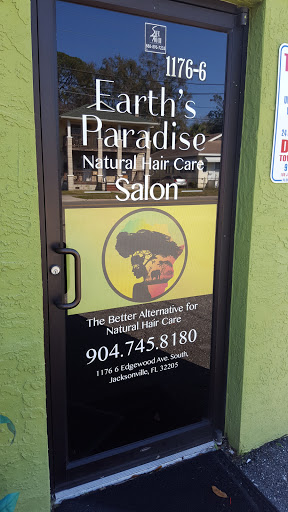 1176-6
Earth's
Paradise
Natural Hair Care
Salon
The Better Alternative for
Natural Hair Care
904.745.8180
1176 6 Edgewood Ave. South,
Jacksonville, FL 32205